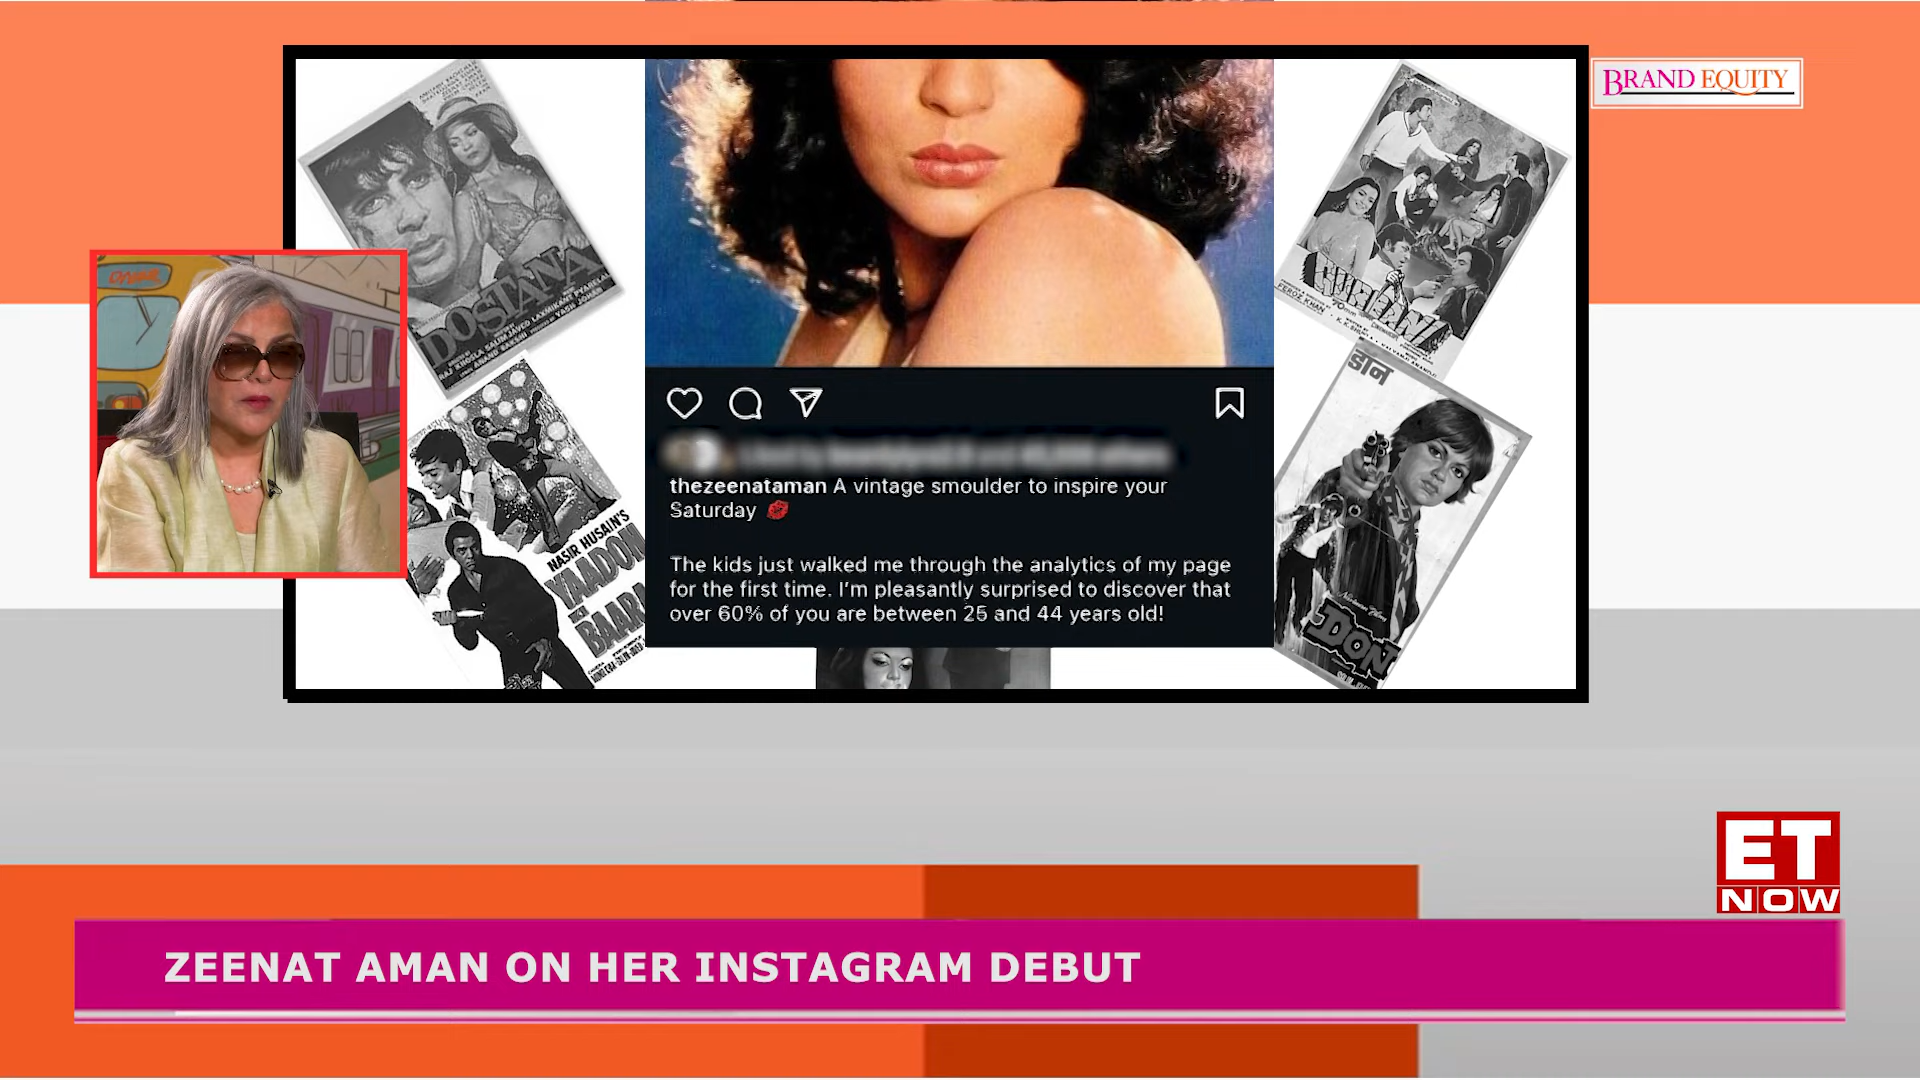 BRAND EQUITY
DOSTANA
NASIR HUSAIN'S
YAADON
KI
BAARA
thezeenataman A vintage smoulder to inspire your
Saturday 💋
The kids just walked me through the analytics of my page
for the first time. I'm pleasantly surprised to discover that
over 60% of you are between 25 and 44 years old!
QURBANI
FEROZ KHAN
डॉन
DON
ET
NOW
ZEENAT AMAN ON HER INSTAGRAM DEBUT